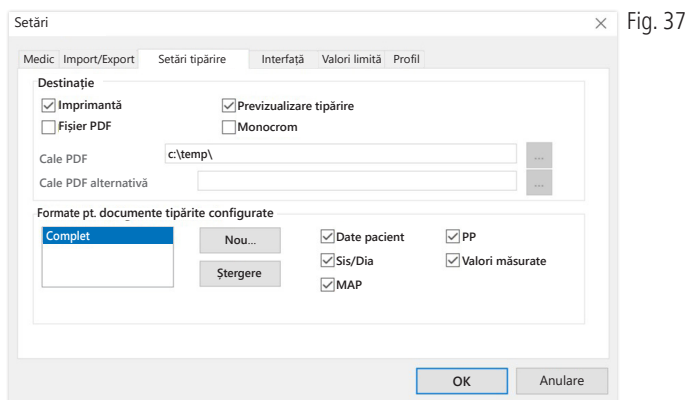 Setări
Fig. 37
Medic Import/Export Setări tipărire Interfață Valori limită Profil
Destinație
Imprimantă Previzualizare tipărire
Fișier PDF Monocrom
Cale PDF c:\temp\ ...
Cale PDF alternativă ...
Formate pt. documente tipărite configurate
Complet Nou... Date pacient PP
Ștergere Sis/Dia Valori măsurate
MAP
OK Anulare